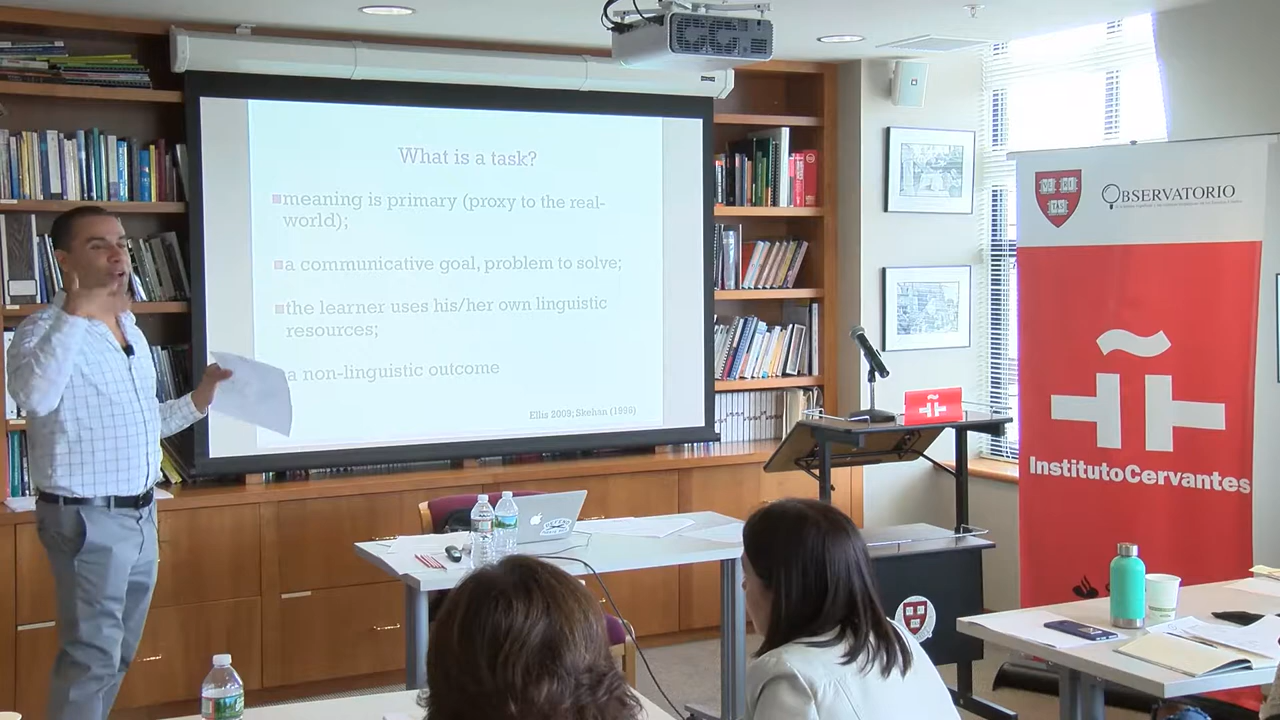 What is a task?
meaning is primary (proxy to the real-
world);
a communicative goal, problem to solve;
the learner uses his/her own linguistic
resources;
non-linguistic outcome
Ellis 2009; Skehan (1998)
OBSERVATORIO
InstitutoCervantes